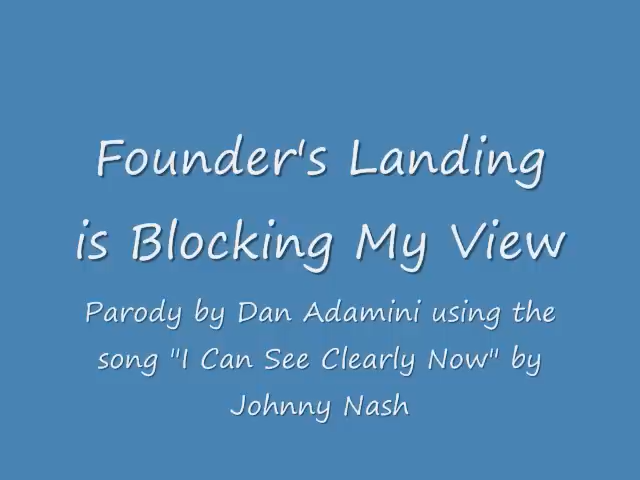 Founder's Landing
is Blocking My View
Parody by Dan Adamini using the
song "I Can See Clearly Now" by
Johnny Nash